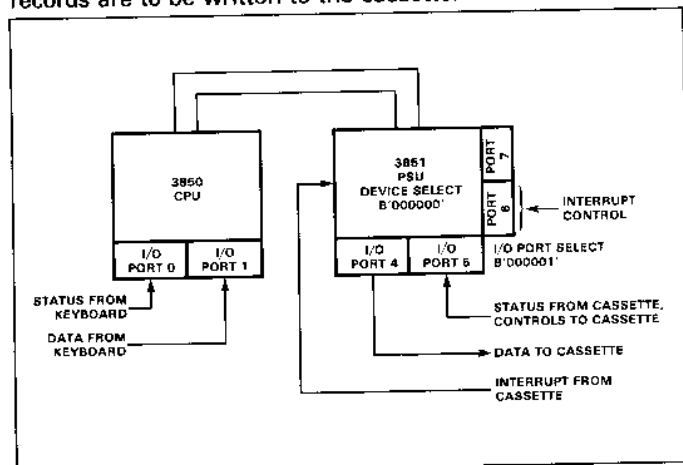 records are to be written to the cassette.
3850
CPU
I/O
PORT 0
I/O
PORT 1
3851
PSU
DEVICE SELECT
B'000000'
PORT
7
PORT
6
I/O
PORT 4
I/O
PORT 5
INTERRUPT
CONTROL
I/O PORT SELECT
B'000001'
STATUS FROM
KEYBOARD
DATA FROM
KEYBOARD
STATUS FROM CASSETTE,
CONTROLS TO CASSETTE
DATA TO CASSETTE
INTERRUPT FROM
CASSETTE